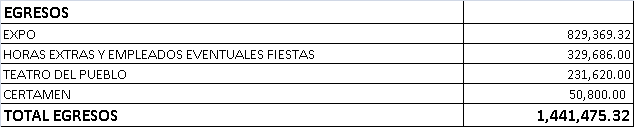 EGRESOS
EXPO 829,369.32
HORAS EXTRAS Y EMPLEADOS EVENTUALES FIESTAS 329,686.00
TEATRO DEL PUEBLO 231,620.00
CERTAMEN 50,800.00
TOTAL EGRESOS 1,441,475.32